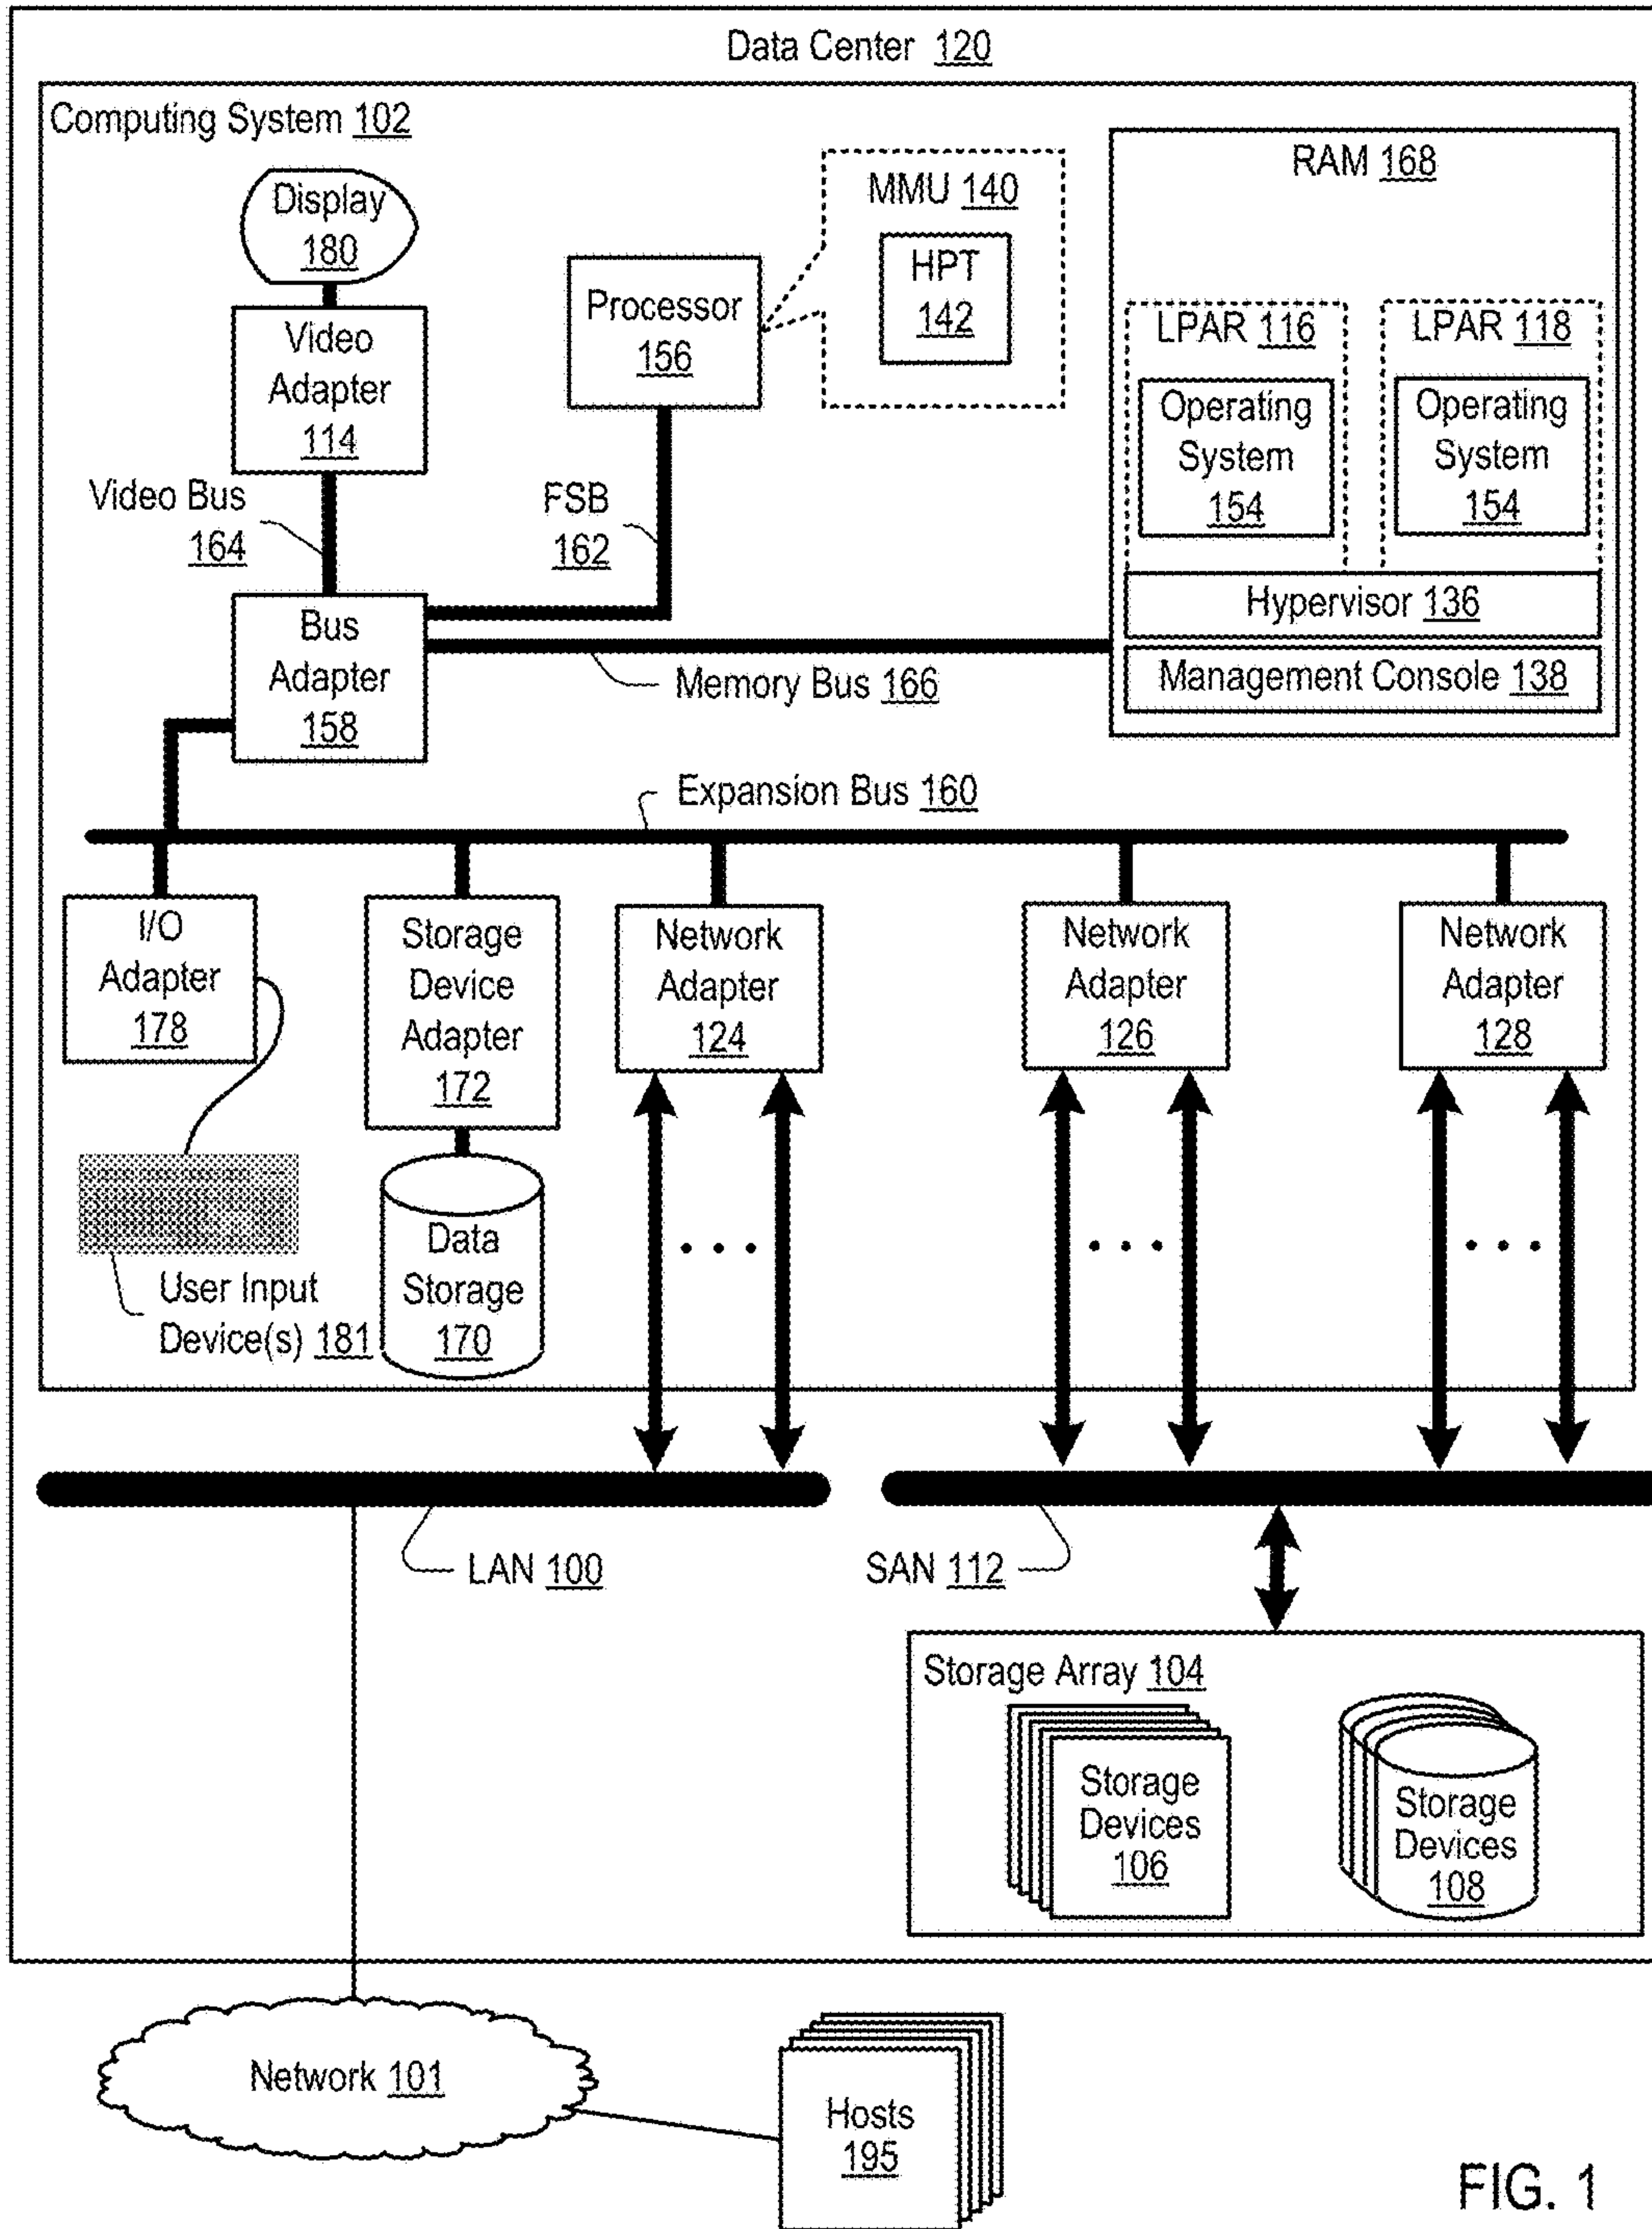 Data Center 120
Computing System 102
Display
180
Video
Adapter
114
Video Bus
164
Processor
156
MMU 140
HPT
142
FSB
162
RAM 168
LPAR 116
Operating
System
154
LPAR 118
Operating
System
154
Hypervisor 136
Management Console 138
Bus
Adapter
158
Memory Bus 166
Expansion Bus 160
I/O
Adapter
178
Storage
Device
Adapter
172
Network
Adapter
124
Network
Adapter
126
Network
Adapter
128
User Input
Device(s) 181
Data
Storage
170
LAN 100
SAN 112
Storage Array 104
Storage
Devices
106
Storage
Devices
108
Network 101
Hosts
195
FIG. 1